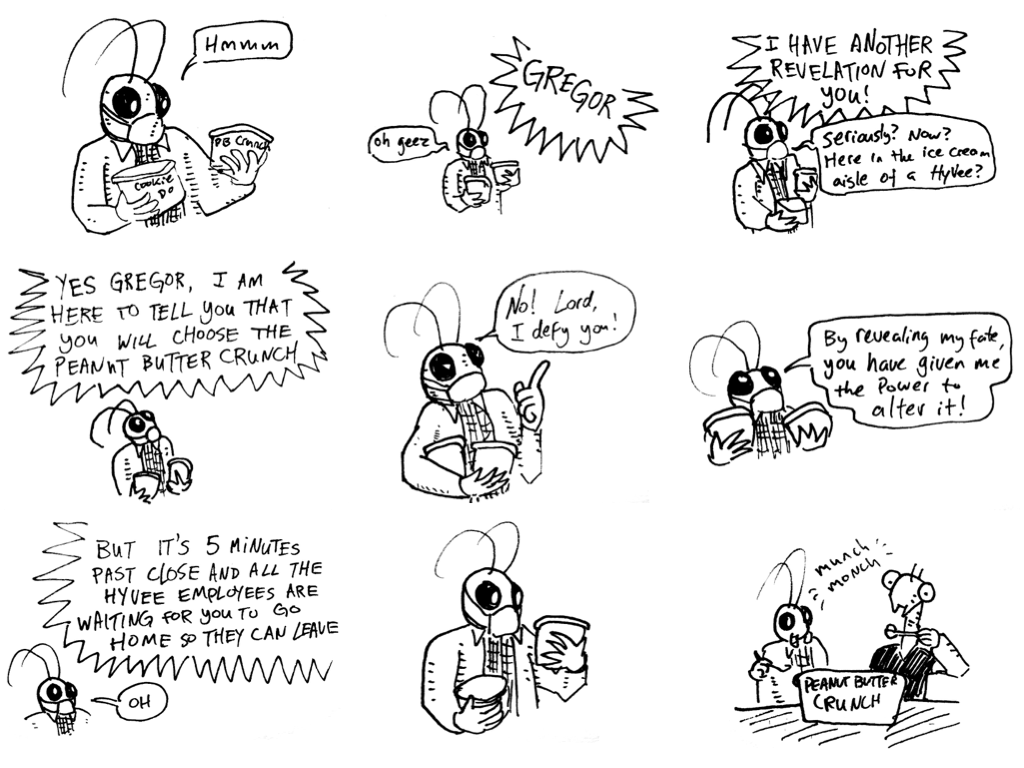 Hmmm
COOKIE
DO
PB Crunch
GREGOR
oh geez
I HAVE ANOTHER
REVELATION FOR
YOU!
Seriously? Now?
Here in the ice cream
aisle of a HyVee?
YES GREGOR, I AM
HERE TO TELL YOU THAT
YOU WILL CHOOSE THE
PEANUT BUTTER CRUNCH
No! Lord,
I defy you!
By revealing my fate,
you have given me
the Power to
alter it!
BUT IT'S 5 MINUTES
PAST CLOSE AND ALL THE
HYVEE EMPLOYEES ARE
WAITING FOR YOU TO GO
HOME SO THEY CAN LEAVE
OH
munch
monch
PEANUT BUTTER
CRUNCH